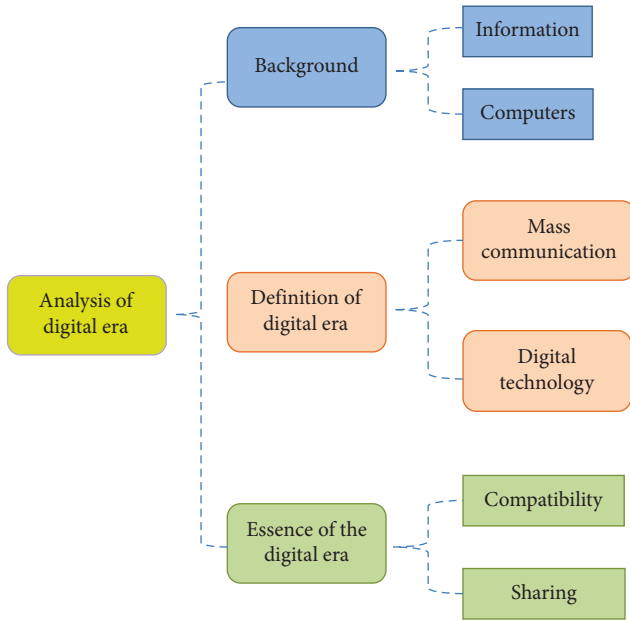 Analysis of
digital era
Background
Information
Computers
Definition of
digital era
Mass
communication
Digital
technology
Essence of the
digital era
Compatibility
Sharing